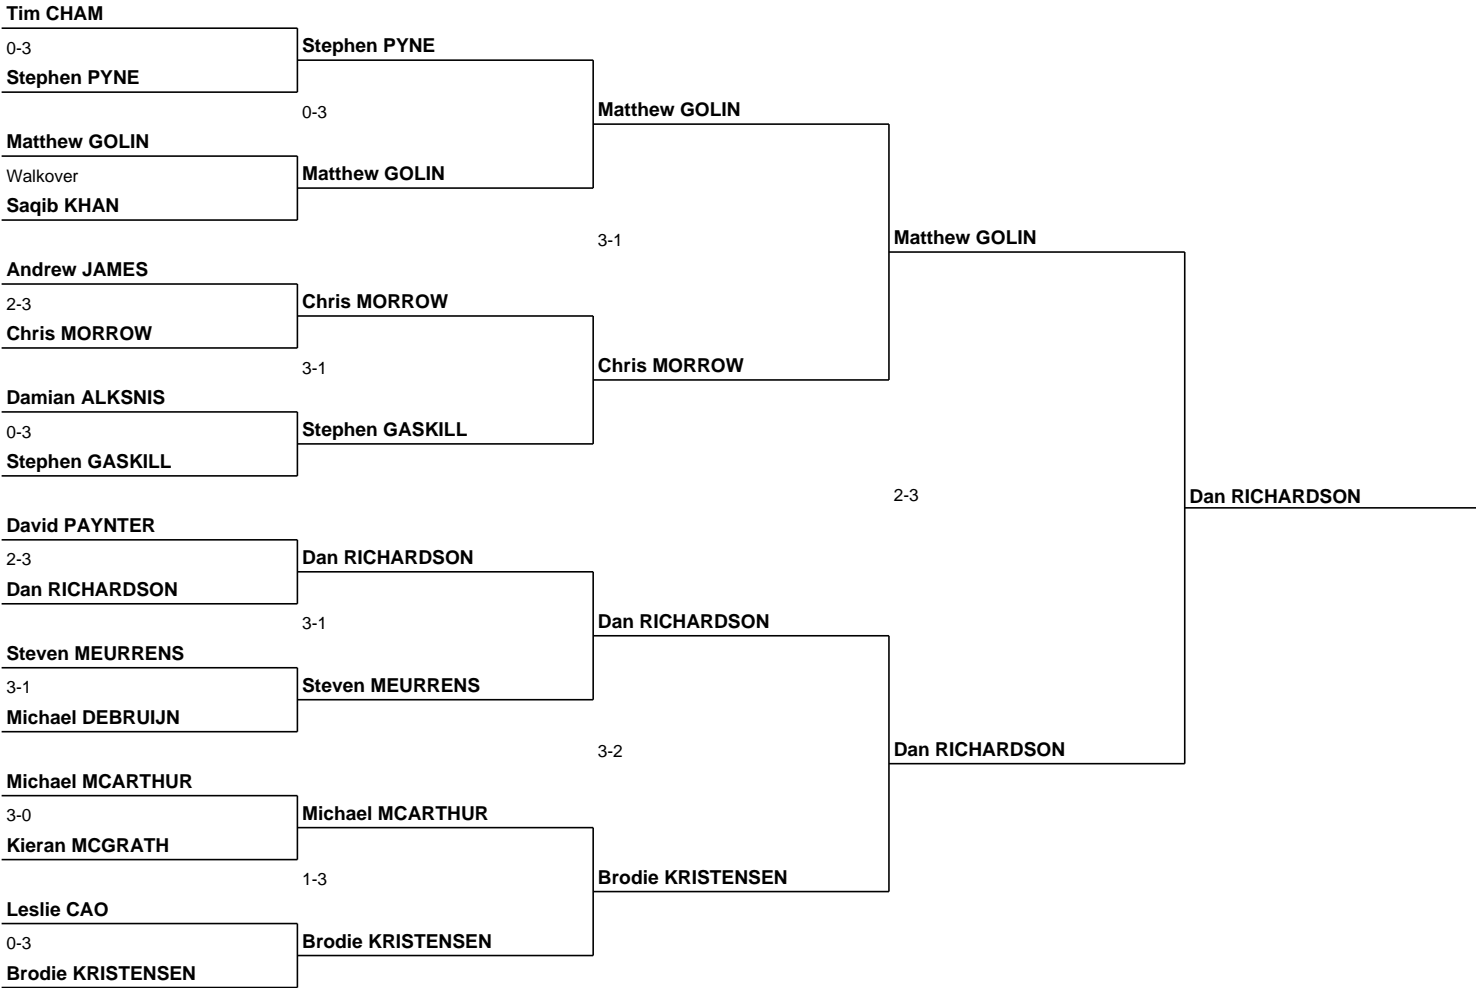 Tim CHAM
0-3
Stephen PYNE
Matthew GOLIN
Walkover
Saqib KHAN
Andrew JAMES
2-3
Chris MORROW
Damian ALKSNIS
0-3
Stephen GASKILL
David PAYNTER
2-3
Dan RICHARDSON
Steven MEURRENS
3-1
Michael DEBRUIJN
Michael MCARTHUR
3-0
Kieran MCGRATH
Leslie CAO
0-3
Brodie KRISTENSEN
Stephen PYNE
0-3
Matthew GOLIN
Chris MORROW
3-1
Stephen GASKILL
Dan RICHARDSON
3-1
Steven MEURRENS
Michael MCARTHUR
1-3
Brodie KRISTENSEN
Matthew GOLIN
3-1
Chris MORROW
Dan RICHARDSON
3-2
Brodie KRISTENSEN
Matthew GOLIN
2-3
Dan RICHARDSON
Dan RICHARDSON